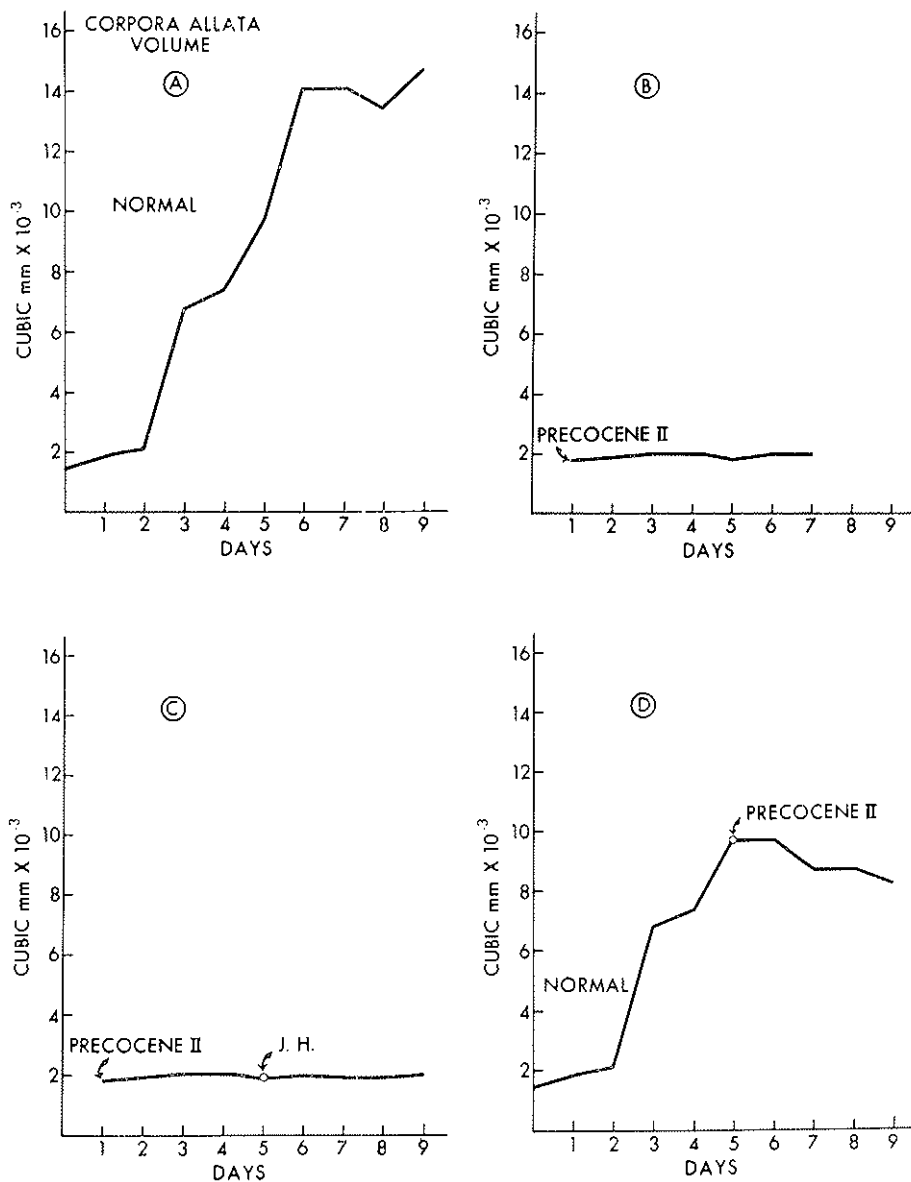 CORPORA ALLATA
VOLUME
Ⓐ
NORMAL
CUBIC mm X 10⁻³
16
14
12
10
8
6
4
2
1 2 3 4 5 6 7 8 9
DAYS
Ⓑ
PRECOCENE II
CUBIC mm X 10⁻³
16
14
12
10
8
6
4
2
1 2 3 4 5 6 7 8 9
DAYS
Ⓒ
PRECOCENE II
J. H.
CUBIC mm X 10⁻³
16
14
12
10
8
6
4
2
1 2 3 4 5 6 7 8 9
DAYS
Ⓓ
PRECOCENE II
NORMAL
CUBIC mm X 10⁻³
16
14
12
10
8
6
4
2
1 2 3 4 5 6 7 8 9
DAYS